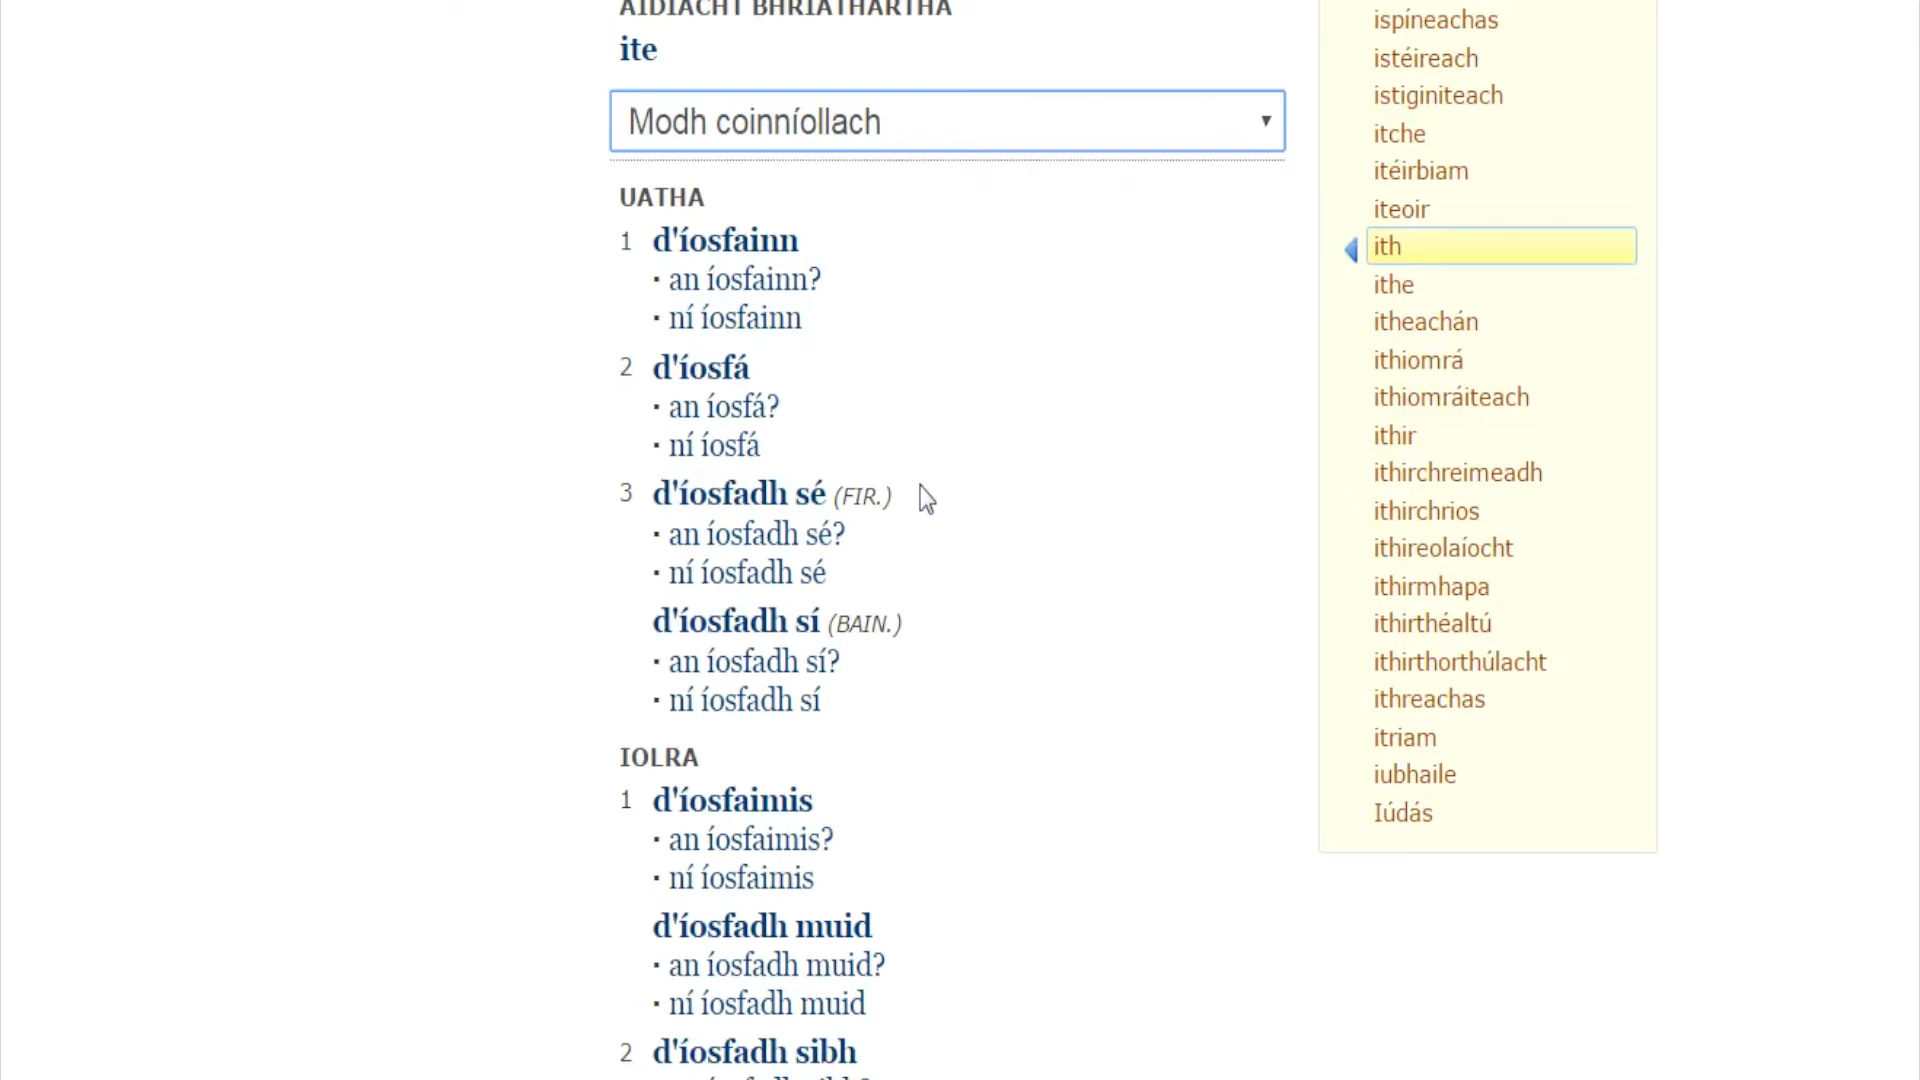 AIDIACHT BHRIATHARTHA
ite
Modh coinníollach
UATHA
1 d'íosfainn
· an íosfainn?
· ní íosfainn
2 d'íosfá
· an íosfá?
· ní íosfá
3 d'íosfadh sé (FIR.)
· an íosfadh sé?
· ní íosfadh sé
d'íosfadh sí (BAIN.)
· an íosfadh sí?
· ní íosfadh sí
IOLRA
1 d'íosfaimis
· an íosfaimis?
· ní íosfaimis
d'íosfadh muid
· an íosfadh muid?
· ní íosfadh muid
2 d'íosfadh sibh
ispíneachas
istéireach
istiginiteach
itche
itéirbiam
iteoir
ith
ithe
itheachán
ithiomrá
ithiomráiteach
ithir
ithirchreimeadh
ithirchrios
ithireolaíocht
ithirmhapa
ithirthéaltú
ithirthorthúlacht
ithreachas
itriam
iubhaile
Iúdás